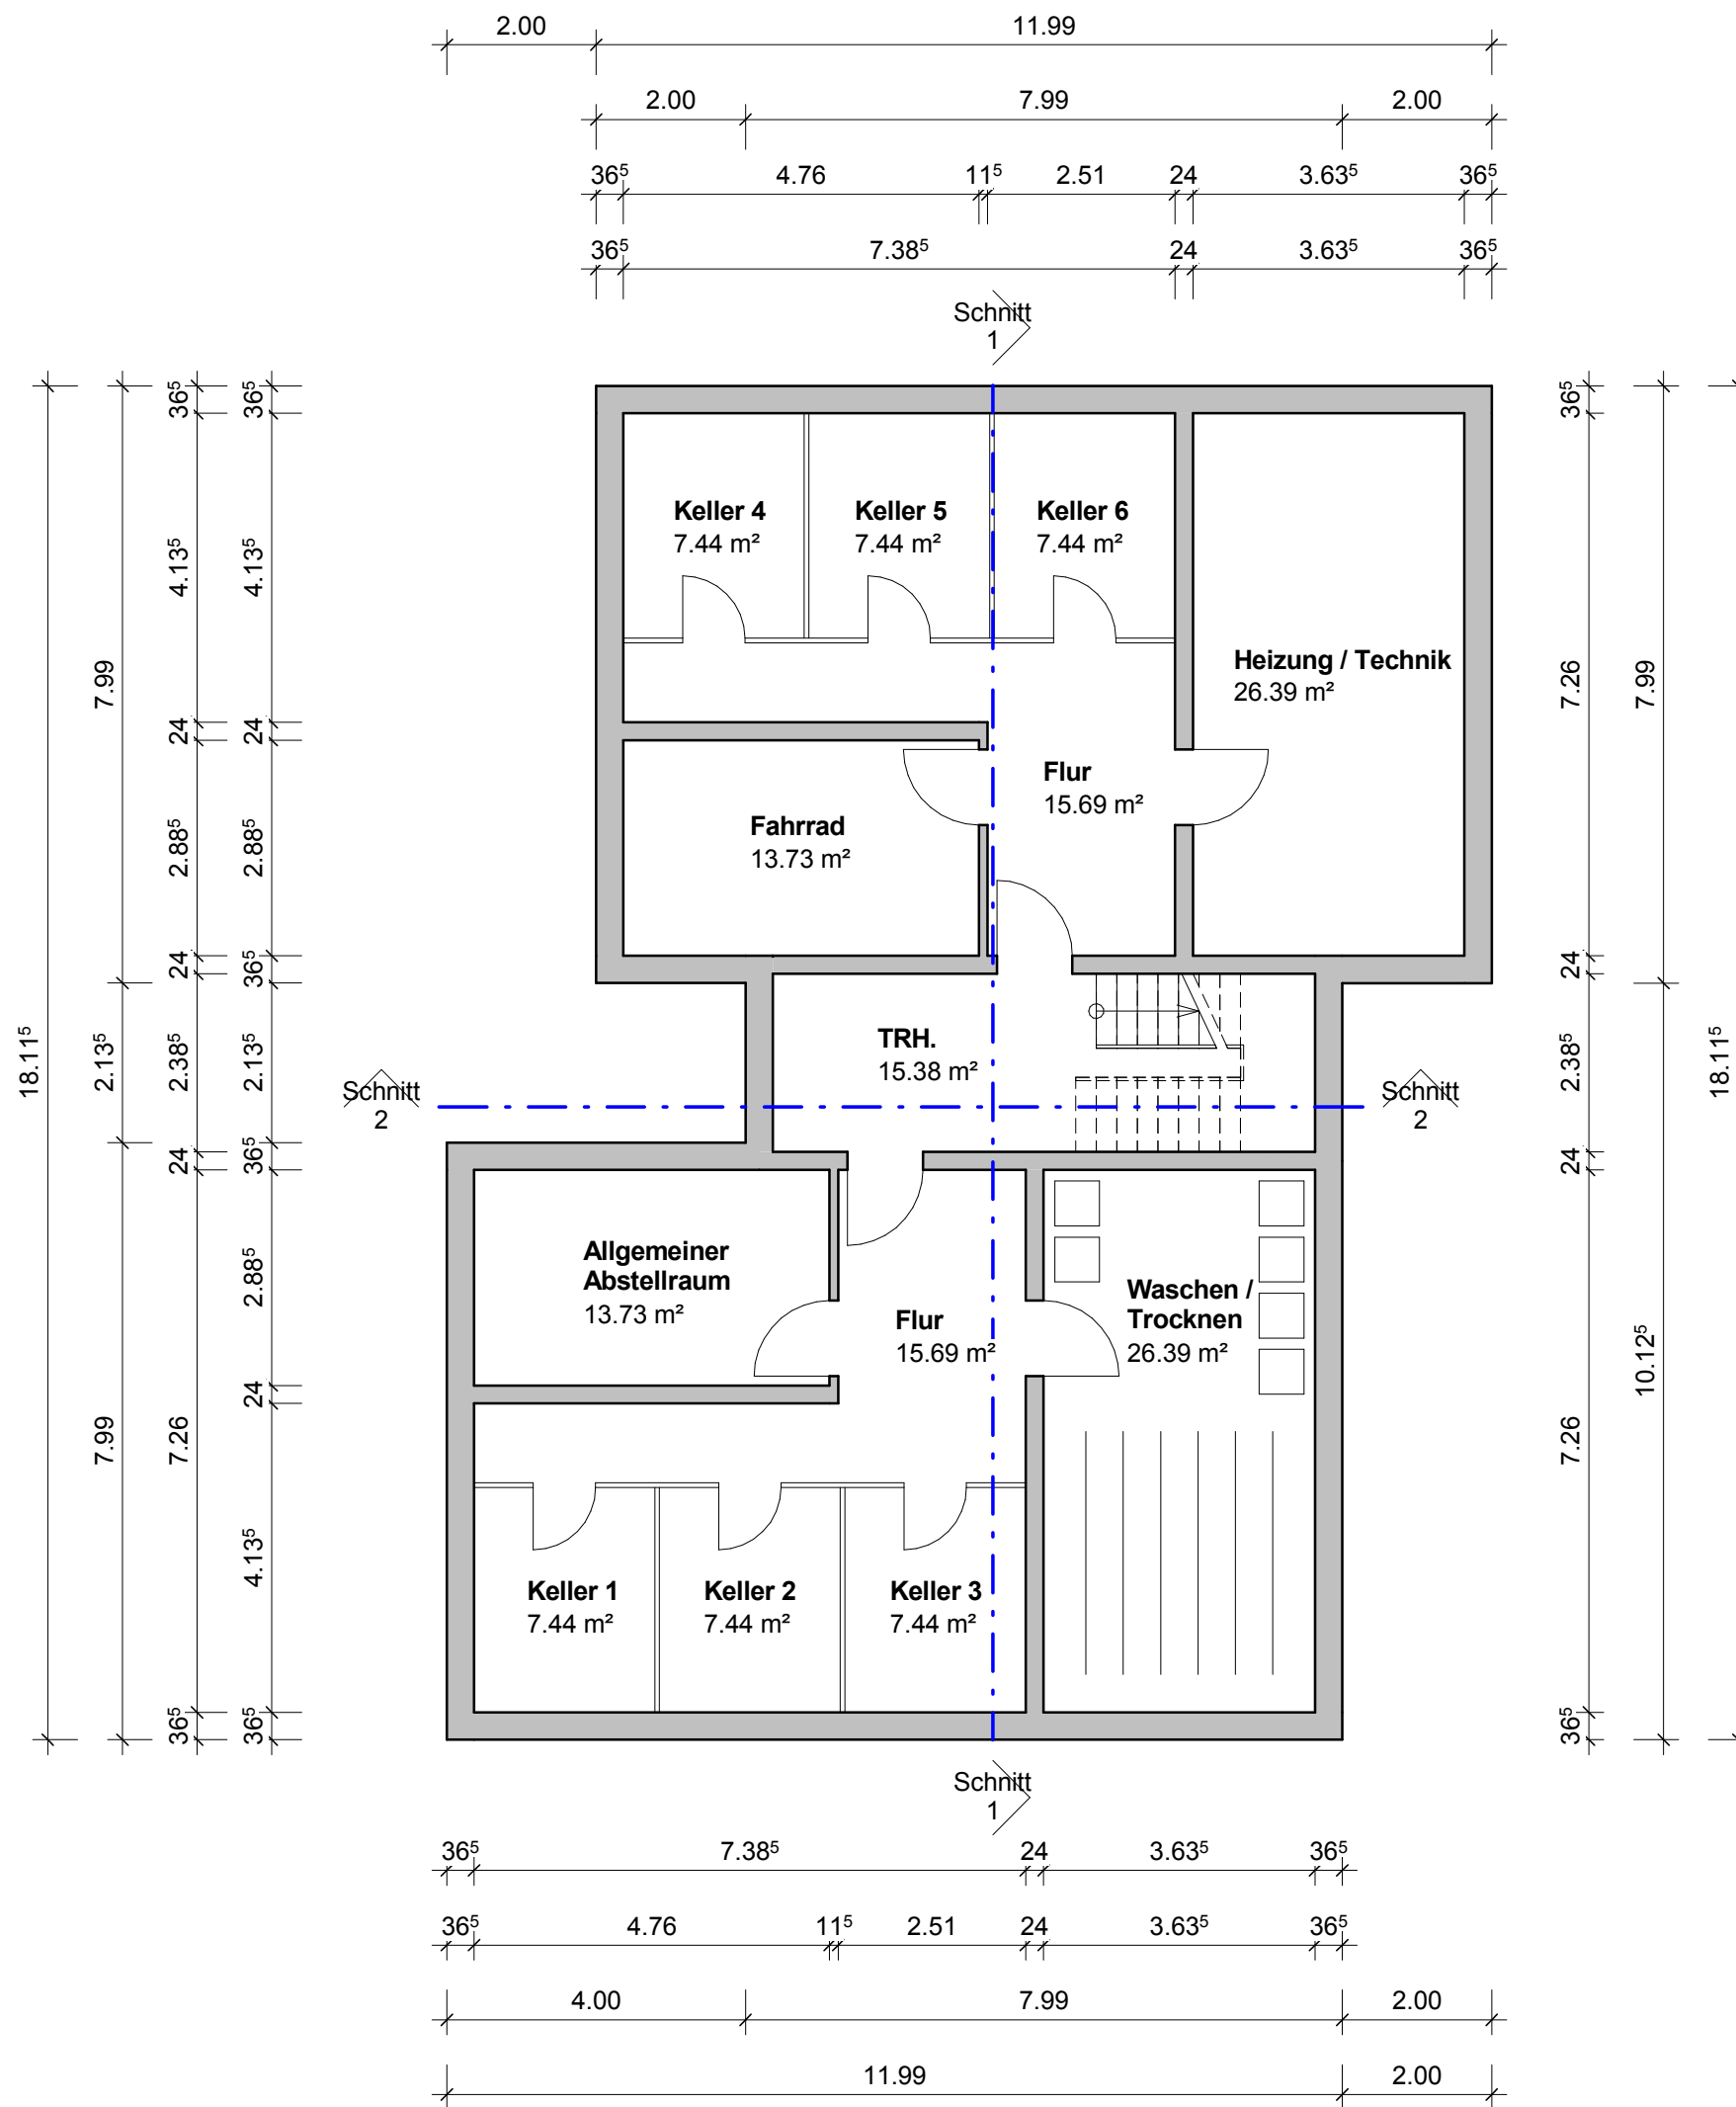 2.00 11.99
2.00 7.99 2.00
36⁵ 4.76 11⁵ 2.51 24 3.63⁵ 36⁵
36⁵ 7.38⁵ 24 3.63⁵ 36⁵
Schnitt
1
18.11⁵
7.99 2.13⁵ 7.99
36⁵ 4.13⁵ 24 2.88⁵ 24 2.38⁵ 24 7.26 36⁵
36⁵ 4.13⁵ 24 2.88⁵ 36⁵ 2.13⁵ 36⁵ 2.88⁵ 24 4.13⁵ 36⁵
Keller 4
7.44 m²
Keller 5
7.44 m²
Keller 6
7.44 m²
Heizung / Technik
26.39 m²
Flur
15.69 m²
Fahrrad
13.73 m²
TRH.
15.38 m²
Schnitt
2
Schnitt
2
Allgemeiner
Abstellraum
13.73 m²
Flur
15.69 m²
Waschen /
Trocknen
26.39 m²
Keller 1
7.44 m²
Keller 2
7.44 m²
Keller 3
7.44 m²
36⁵ 7.26 24 2.38⁵ 24 7.26 36⁵
7.99 10.12⁵
18.11⁵
Schnitt
1
36⁵ 7.38⁵ 24 3.63⁵ 36⁵
36⁵ 4.76 11⁵ 2.51 24 3.63⁵ 36⁵
4.00 7.99 2.00
11.99 2.00